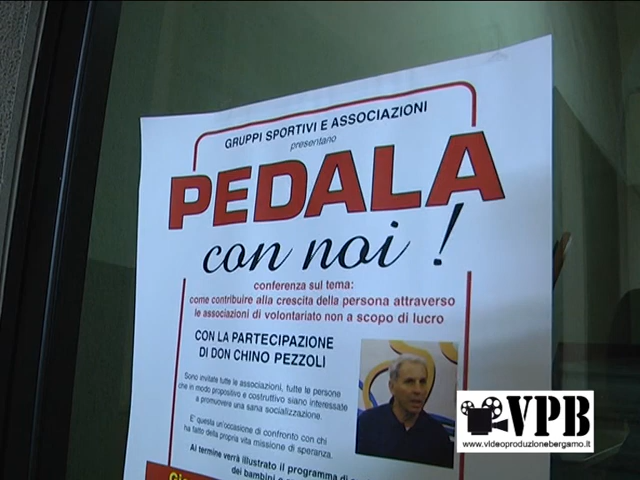 GRUPPI SPORTIVI E ASSOCIAZIONI
presentano
PEDALA
con noi !
conferenza sul tema:
come contribuire alla crescita della persona attraverso
le associazioni di volontariato non a scopo di lucro
CON LA PARTECIPAZIONE
DI DON CHINO PEZZOLI
Sono invitate tutte le associazioni, tutte le persone
che in modo propositivo e costruttivo siano interessate
a promuovere una sana socializzazione.
E' questa un'occasione di confronto con chi
ha fatto della propria vita missione di speranza.
Al termine verrà illustrato il programma di
dei bambini e
VPB
www.videoproduzionebergamo.it